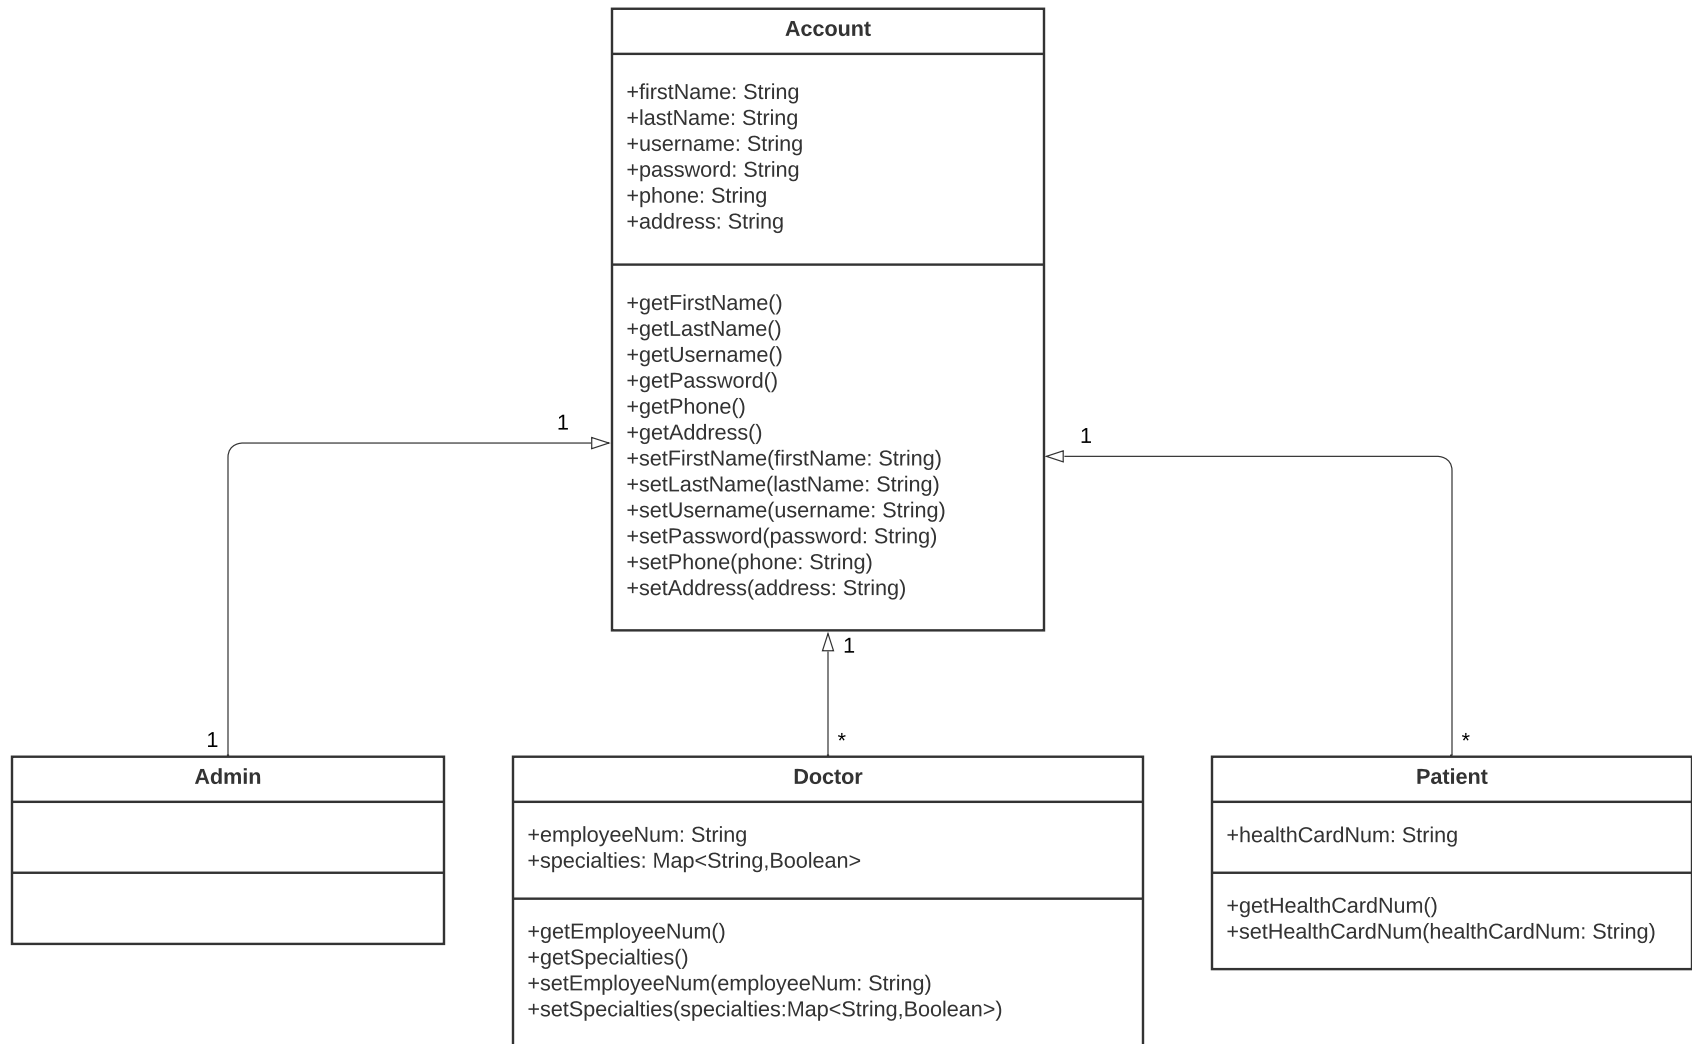 Account
+firstName: String
+lastName: String
+username: String
+password: String
+phone: String
+address: String
+getFirstName()
+getLastName()
+getUsername()
+getPassword()
+getPhone()
+getAddress()
+setFirstName(firstName: String)
+setLastName(lastName: String)
+setUsername(username: String)
+setPassword(password: String)
+setPhone(phone: String)
+setAddress(address: String)
1
1
1
1
*
*
Admin
Doctor
+employeeNum: String
+specialties: Map<String,Boolean>
+getEmployeeNum()
+getSpecialties()
+setEmployeeNum(employeeNum: String)
+setSpecialties(specialties:Map<String,Boolean>)
Patient
+healthCardNum: String
+getHealthCardNum()
+setHealthCardNum(healthCardNum: String)